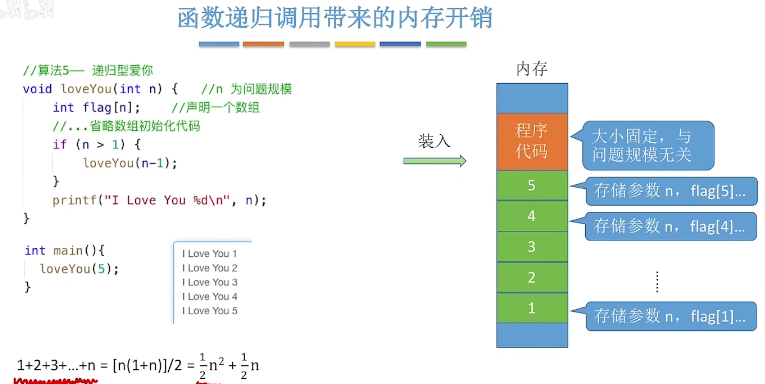 函数递归调用带来的内存开销
//算法5—— 递归型爱你
void loveYou(int n) {   //n 为问题规模
    int flag[n];    //声明一个数组
    //...省略数组初始化代码
    if (n > 1) {
        loveYou(n-1);
    }
    printf("I Love You %d\n", n);
}
int main(){
  loveYou(5);
}
I Love You 1
I Love You 2
I Love You 3
I Love You 4
I Love You 5
1+2+3+...+n = [n(1+n)]/2 = ½n² + ½n
装入
内存
程序
代码
大小固定，与
问题规模无关
5
存储参数 n，flag[5]...
4
存储参数 n，flag[4]...
3
2
......
1
存储参数 n，flag[1]...